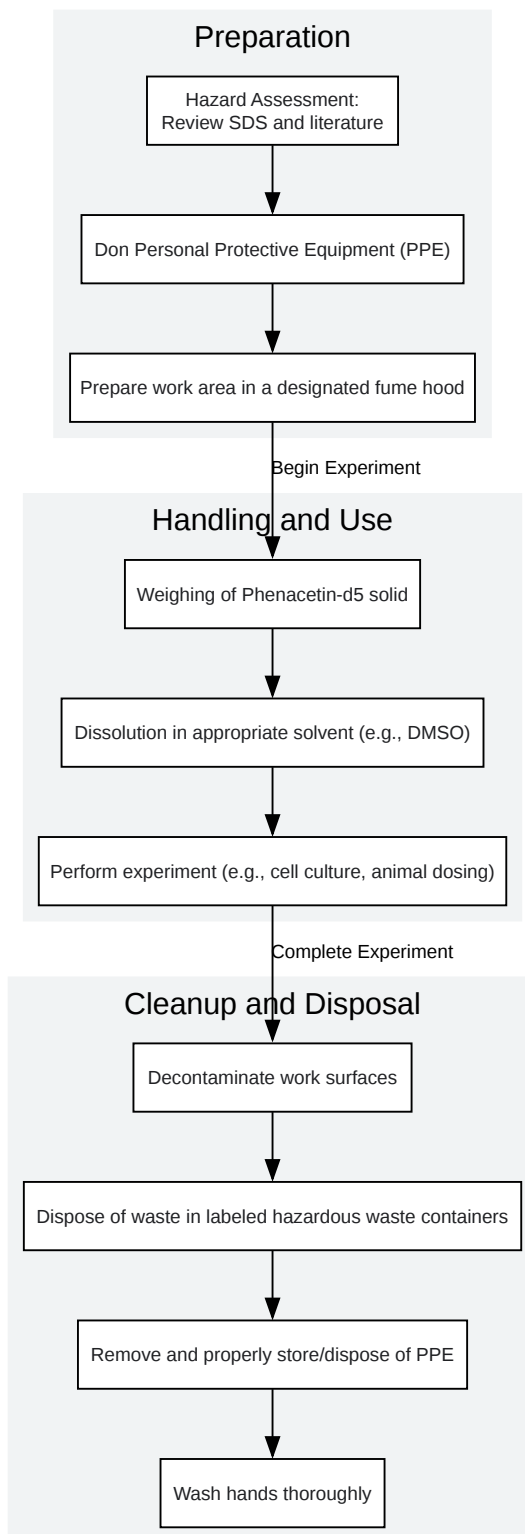 Preparation
Hazard Assessment:
Review SDS and literature
Don Personal Protective Equipment (PPE)
Prepare work area in a designated fume hood
Begin Experiment
Handling and Use
Weighing of Phenacetin-d5 solid
Dissolution in appropriate solvent (e.g., DMSO)
Perform experiment (e.g., cell culture, animal dosing)
Complete Experiment
Cleanup and Disposal
Decontaminate work surfaces
Dispose of waste in labeled hazardous waste containers
Remove and properly store/dispose of PPE
Wash hands thoroughly